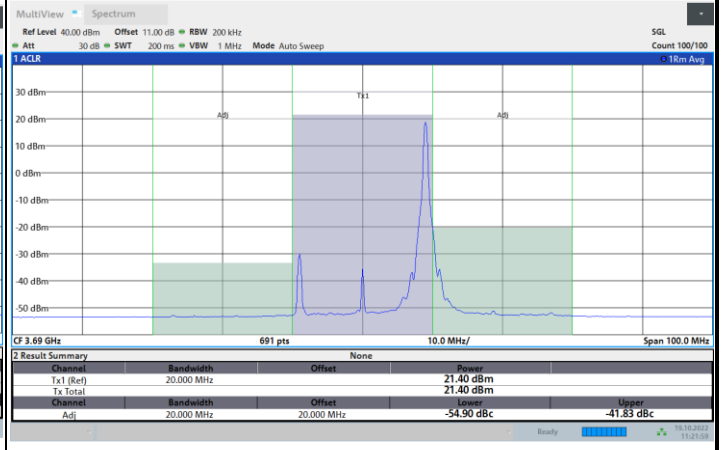 MultiView Spectrum
Ref Level 40.00 dBm Offset 11.00 dB RBW 200 kHz SGL
Att 30 dB SWT 200 ms VBW 1 MHz Mode Auto Sweep Count 100/100
1 ACLR 1Rm Avg
30 dBm
Tx1
20 dBm Adj Adj
10 dBm
0 dBm
-10 dBm
-20 dBm
-30 dBm
-40 dBm
-50 dBm
CF 3.69 GHz 691 pts 10.0 MHz/ Span 100.0 MHz
2 Result Summary None
Channel Bandwidth Offset Power
Tx1 (Ref) 20.000 MHz 21.40 dBm
Tx Total 21.40 dBm
Channel Bandwidth Offset Lower Upper
Adj 20.000 MHz 20.000 MHz -54.90 dBc -41.83 dBc
Ready 19.10.2022
11:21:59